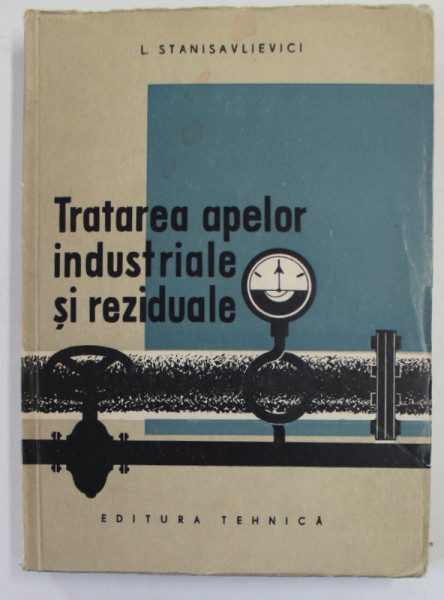 L. STANISAVLIEVICI
Tratarea apelor
industriale
și reziduale
EDITURA TEHNICĂ